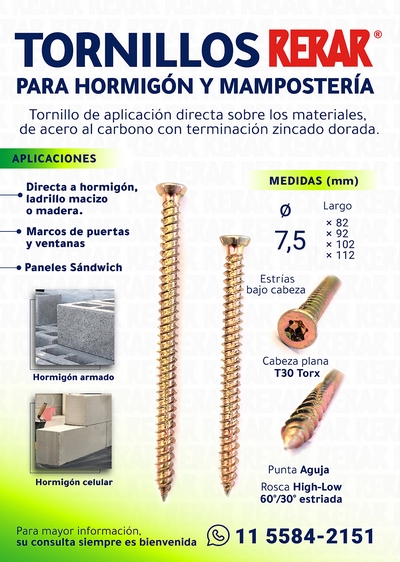 TORNILLOS RERAR®
PARA HORMIGÓN Y MAMPOSTERÍA
Tornillo de aplicación directa sobre los materiales,
de acero al carbono con terminación zincado dorada.
APLICACIONES
Directa a hormigón,
ladrillo macizo
o madera.
Marcos de puertas
y ventanas
Paneles Sándwich
Hormigón armado
Hormigón celular
MEDIDAS (mm)
Ø Largo
7,5
× 82
× 92
× 102
× 112
Estrías
bajo cabeza
Cabeza plana
T30 Torx
Punta Aguja
Rosca High-Low
60°/30° estriada
Para mayor información,
su consulta siempre es bienvenida
11 5584-2151